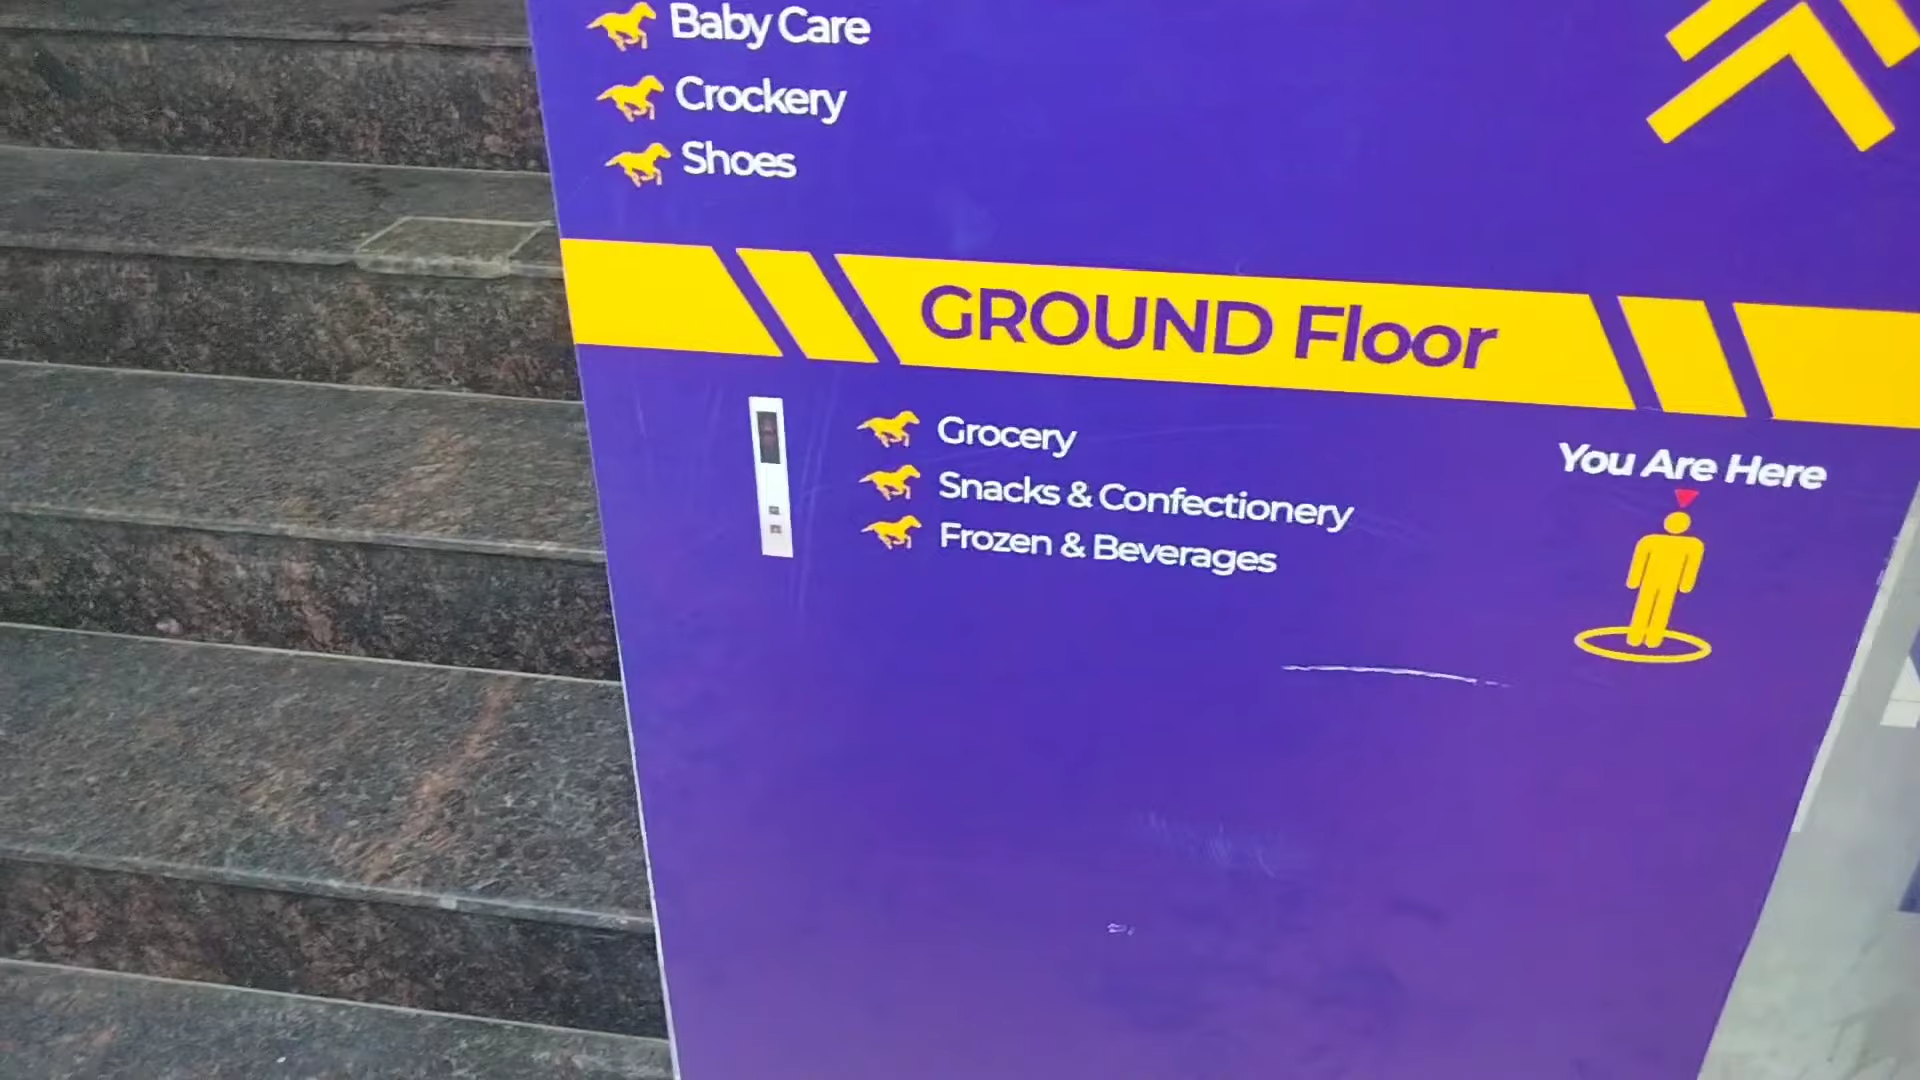 Baby Care
Crockery
Shoes
GROUND Floor
Grocery
Snacks & Confectionery
Frozen & Beverages
You Are Here